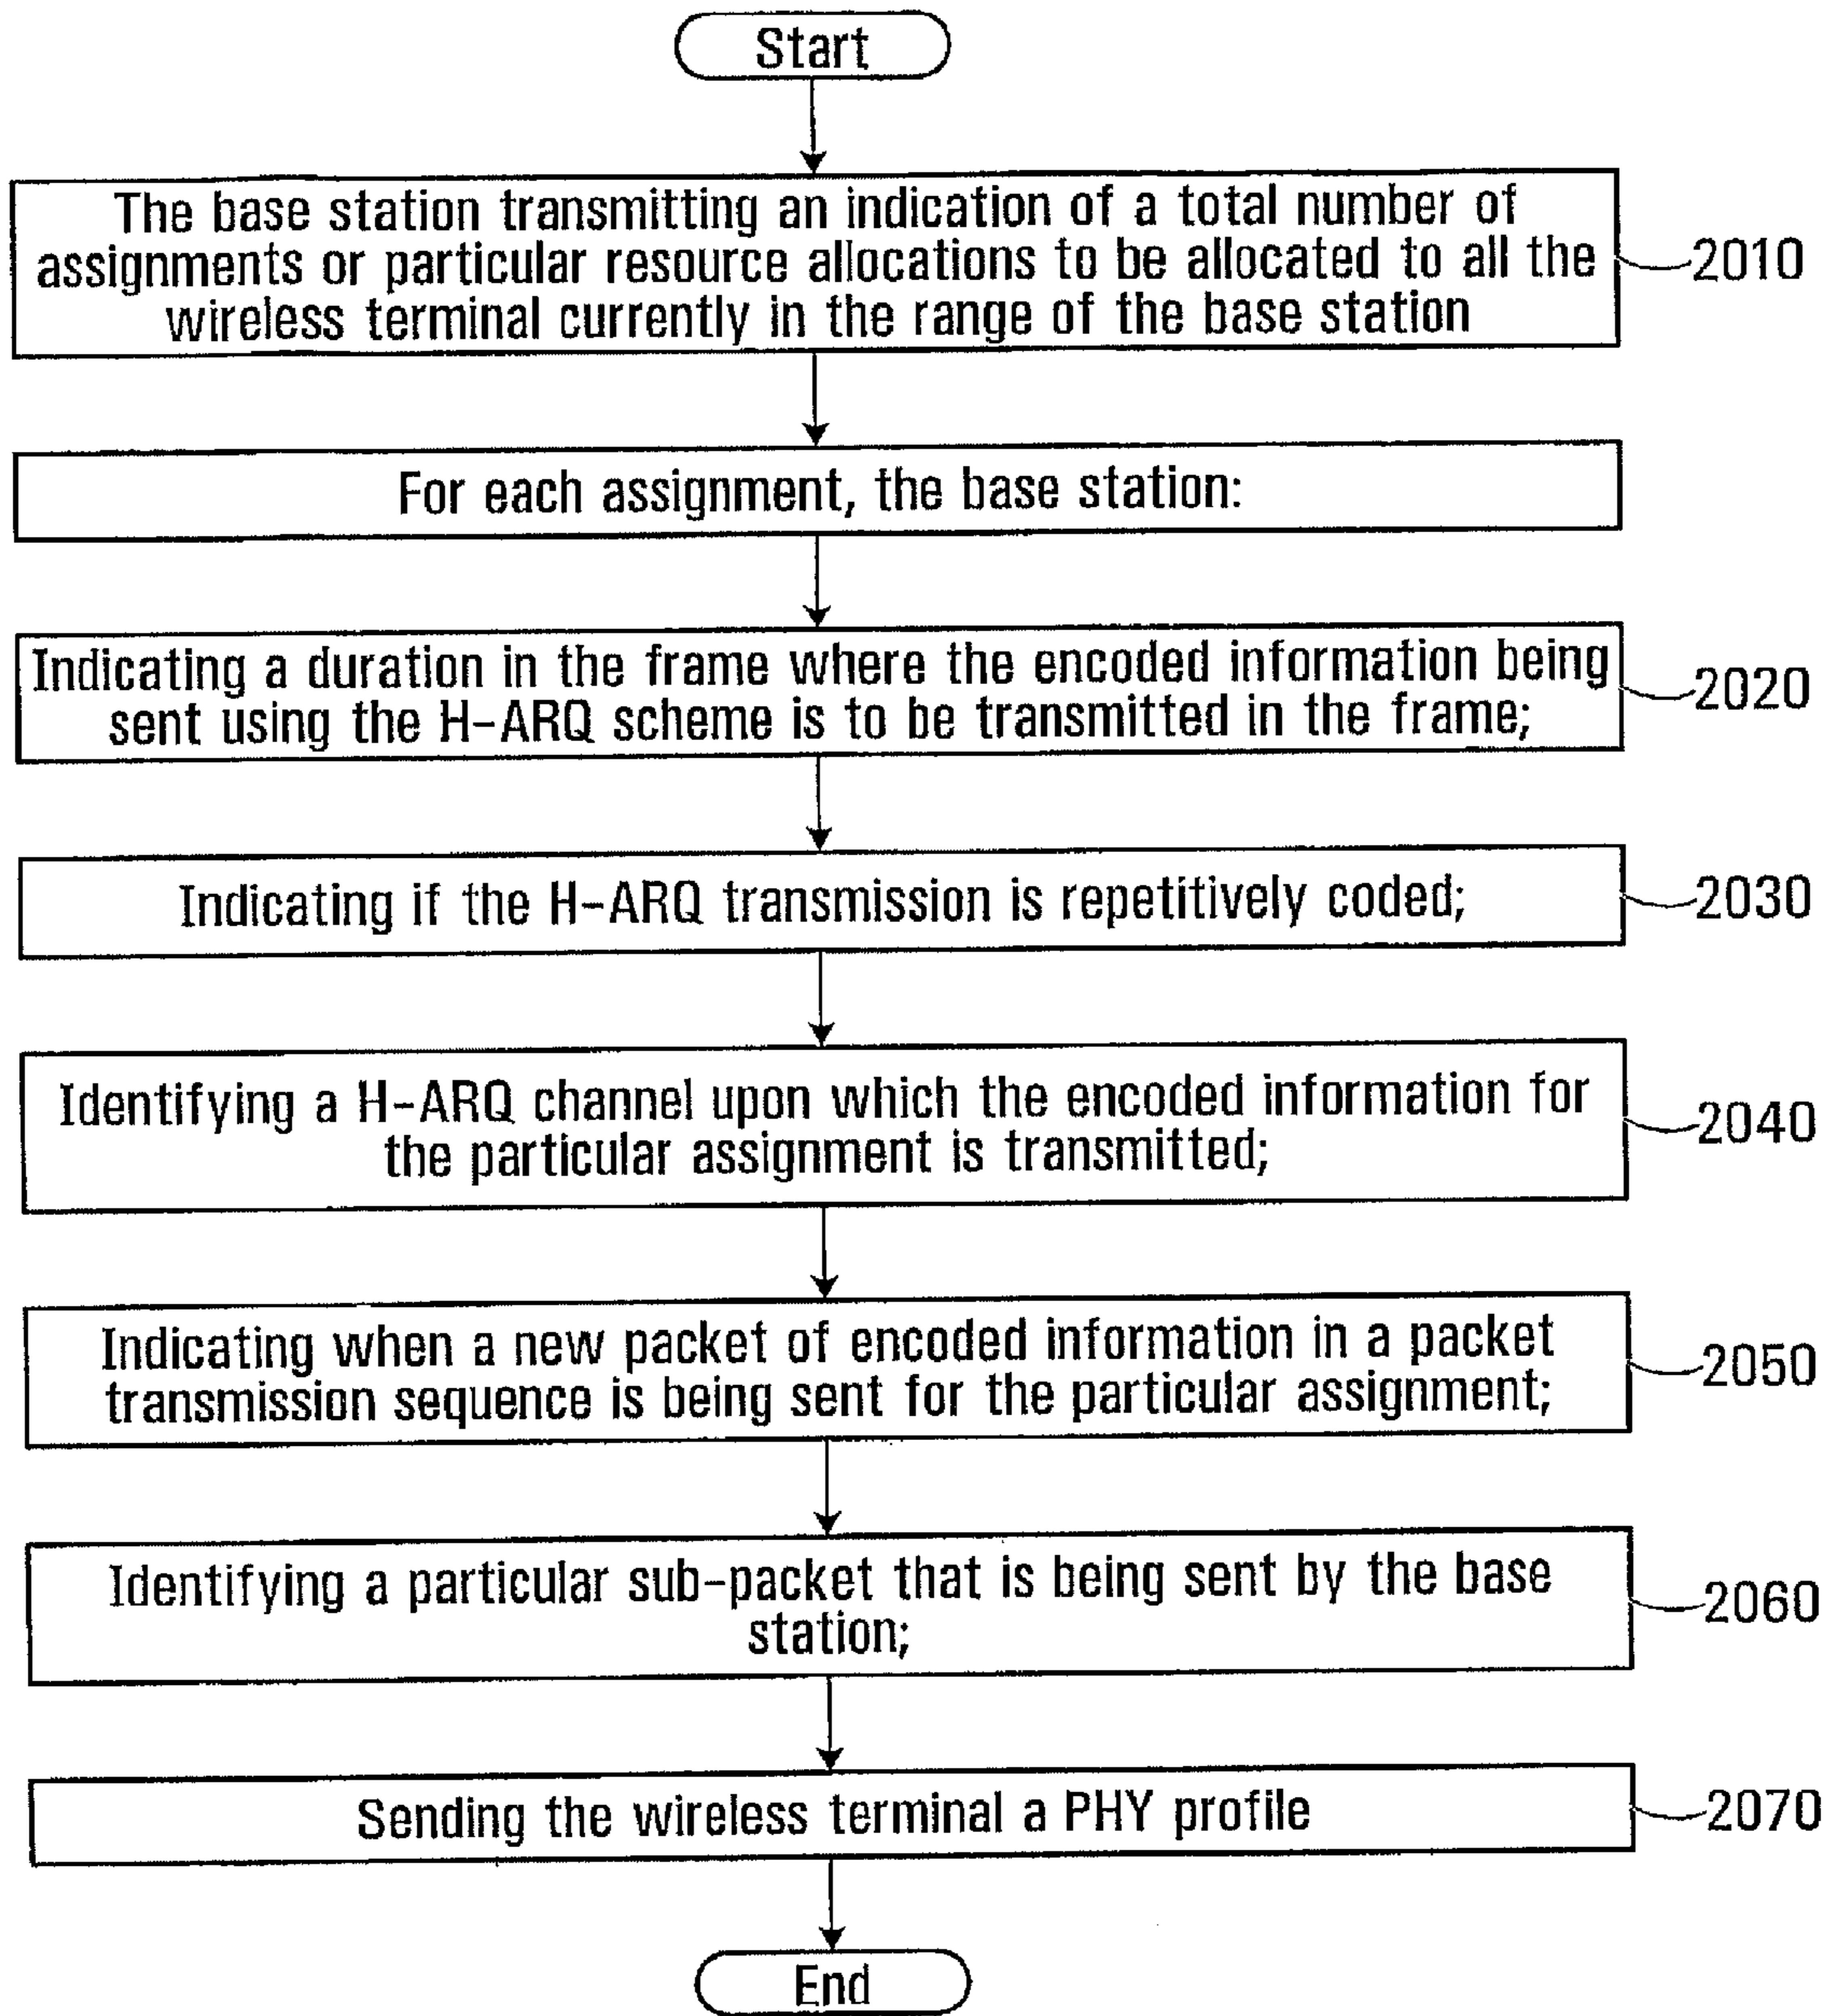 Start
The base station transmitting an indication of a total number of
assignments or particular resource allocations to be allocated to all the
wireless terminal currently in the range of the base station
2010
For each assignment, the base station:
Indicating a duration in the frame where the encoded information being
sent using the H-ARQ scheme is to be transmitted in the frame;
2020
Indicating if the H-ARQ transmission is repetitively coded;
2030
Identifying a H-ARQ channel upon which the encoded information for
the particular assignment is transmitted;
2040
Indicating when a new packet of encoded information in a packet
transmission sequence is being sent for the particular assignment;
2050
Identifying a particular sub-packet that is being sent by the base
station;
2060
Sending the wireless terminal a PHY profile
2070
End